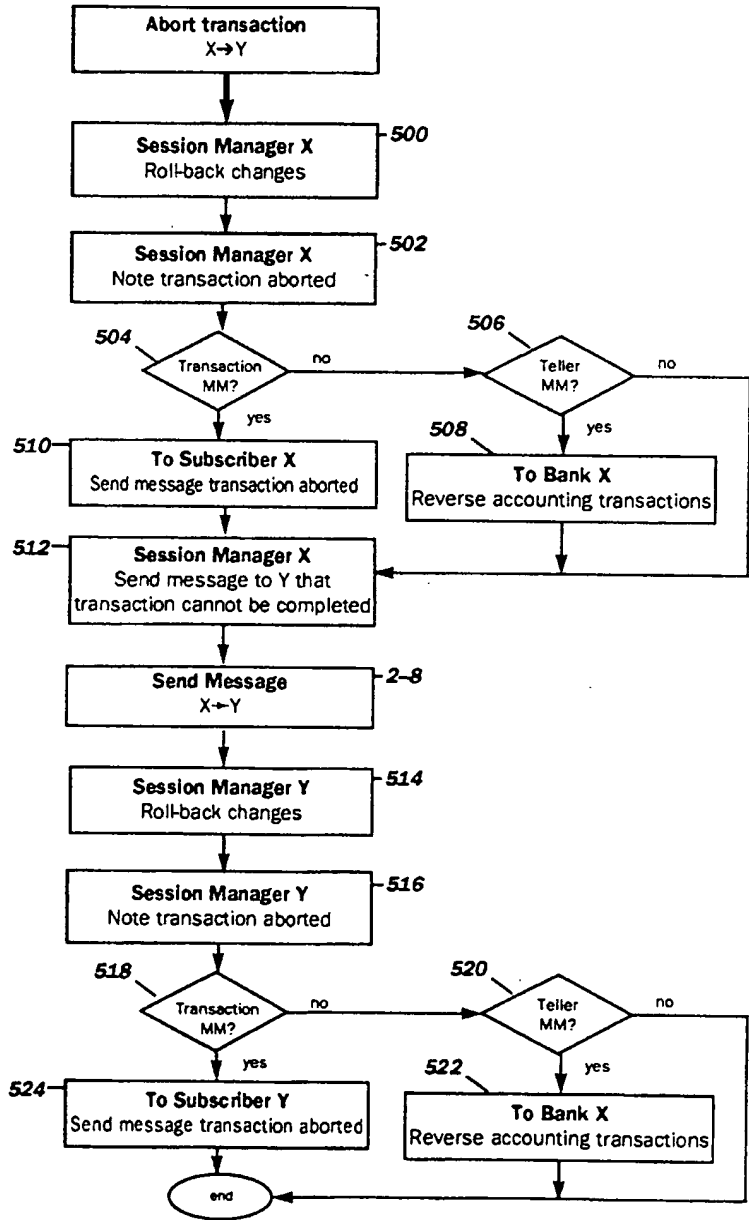 Abort transaction
X→Y
500
Session Manager X
Roll-back changes
502
Session Manager X
Note transaction aborted
504
Transaction
MM?
no
yes
506
Teller
MM?
no
yes
508
To Bank X
Reverse accounting transactions
510
To Subscriber X
Send message transaction aborted
512
Session Manager X
Send message to Y that
transaction cannot be completed
2-8
Send Message
X→Y
514
Session Manager Y
Roll-back changes
516
Session Manager Y
Note transaction aborted
518
Transaction
MM?
no
yes
520
Teller
MM?
no
yes
522
To Bank X
Reverse accounting transactions
524
To Subscriber Y
Send message transaction aborted
end